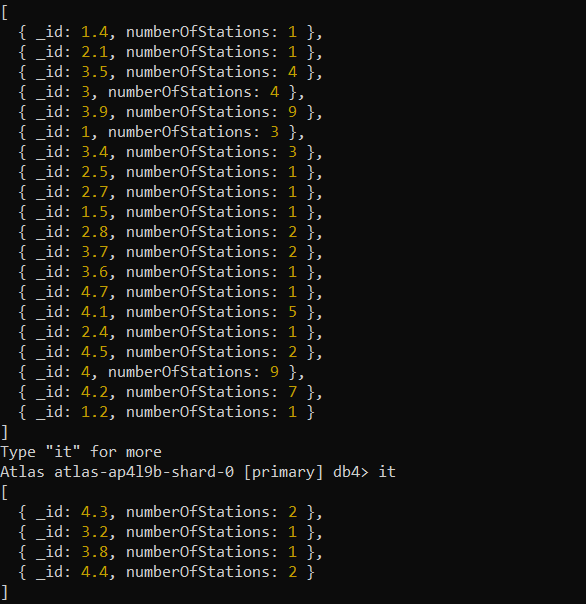 [
  { _id: 1.4, numberOfStations: 1 },
  { _id: 2.1, numberOfStations: 1 },
  { _id: 3.5, numberOfStations: 4 },
  { _id: 3, numberOfStations: 4 },
  { _id: 3.9, numberOfStations: 9 },
  { _id: 1, numberOfStations: 3 },
  { _id: 3.4, numberOfStations: 3 },
  { _id: 2.5, numberOfStations: 1 },
  { _id: 2.7, numberOfStations: 1 },
  { _id: 1.5, numberOfStations: 1 },
  { _id: 2.8, numberOfStations: 2 },
  { _id: 3.7, numberOfStations: 2 },
  { _id: 3.6, numberOfStations: 1 },
  { _id: 4.7, numberOfStations: 1 },
  { _id: 4.1, numberOfStations: 5 },
  { _id: 2.4, numberOfStations: 1 },
  { _id: 4.5, numberOfStations: 2 },
  { _id: 4, numberOfStations: 9 },
  { _id: 4.2, numberOfStations: 7 },
  { _id: 1.2, numberOfStations: 1 }
]
Type "it" for more
Atlas atlas-ap4l9b-shard-0 [primary] db4> it
[
  { _id: 4.3, numberOfStations: 2 },
  { _id: 3.2, numberOfStations: 1 },
  { _id: 3.8, numberOfStations: 1 },
  { _id: 4.4, numberOfStations: 2 }
]